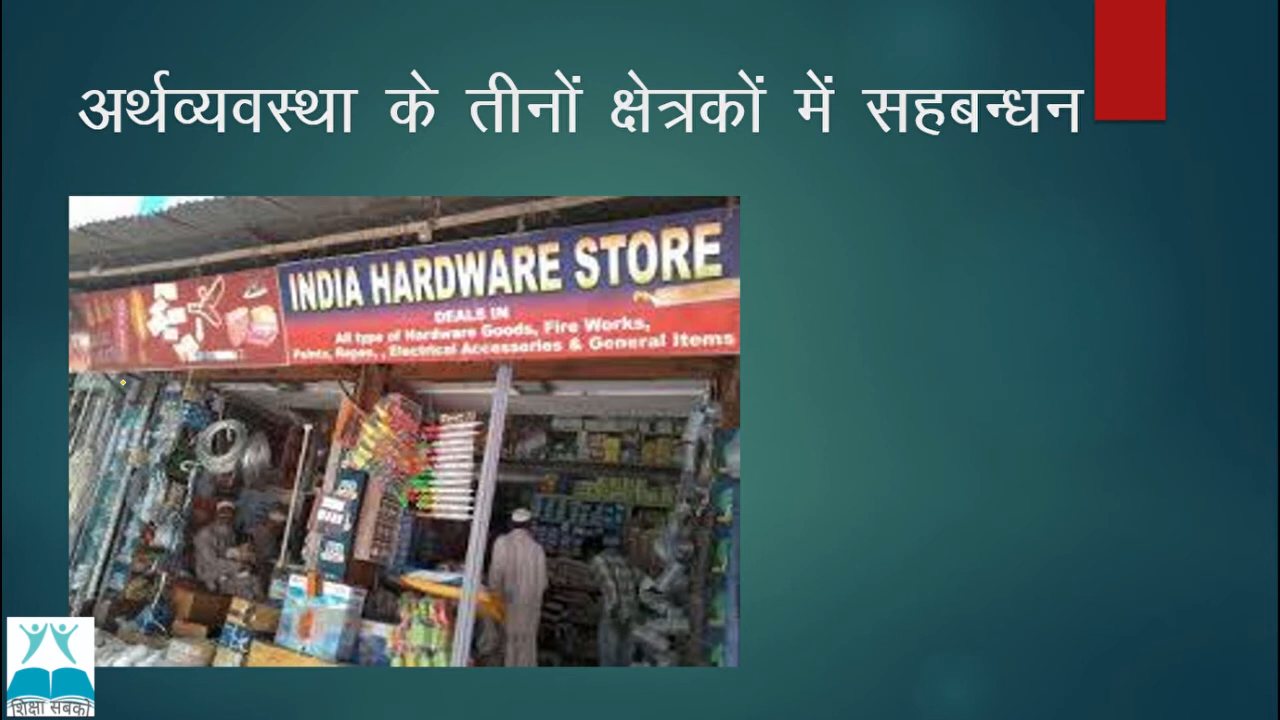 अर्थव्यवस्था के तीनों क्षेत्रकों में सहबन्धन
INDIA HARDWARE STORE
DEALS IN
All type of Hardware Goods, Fire Works,
Paints, Ropes, , Electrical Accessories & General Items
शिक्षा सबको